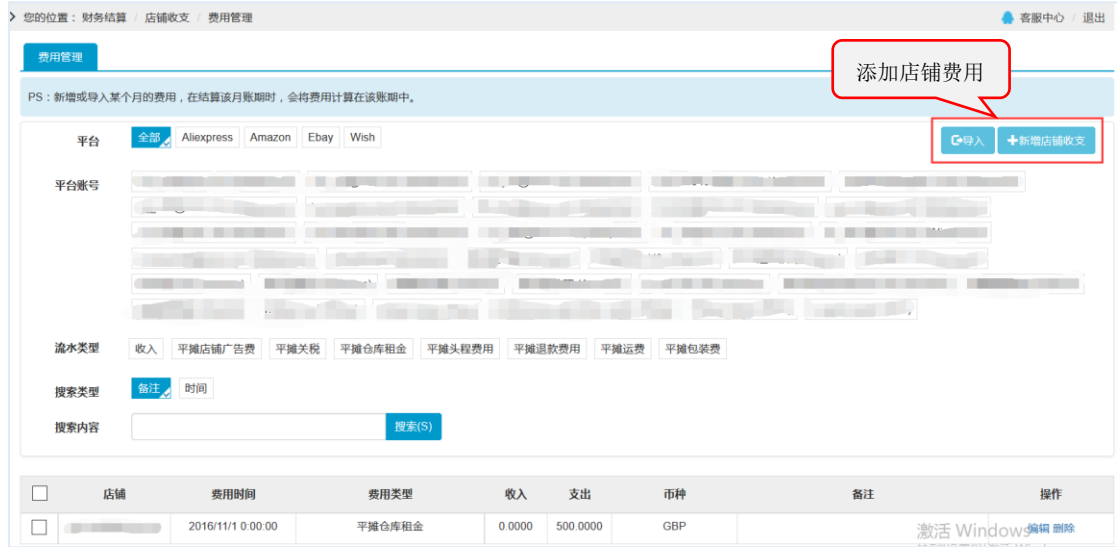 您的位置： 财务结算 / 店铺收支 / 费用管理
客服中心 / 退出
费用管理
添加店铺费用
PS：新增或导入某个月的费用，在结算该月账期时，会将费用计算在该账期中。
平台 全部 Aliexpress Amazon Ebay Wish
导入 新增店铺收支
平台账号
流水类型 收入 平摊店铺广告费 平摊关税 平摊仓库租金 平摊头程费用 平摊退款费用 平摊运费 平摊包装费
搜索类型 备注 时间
搜索内容 搜索(S)
店铺 费用时间 费用类型 收入 支出 币种 备注 操作
2016/11/1 0:00:00 平摊仓库租金 0.0000 500.0000 GBP 编辑 删除
激活 Windows